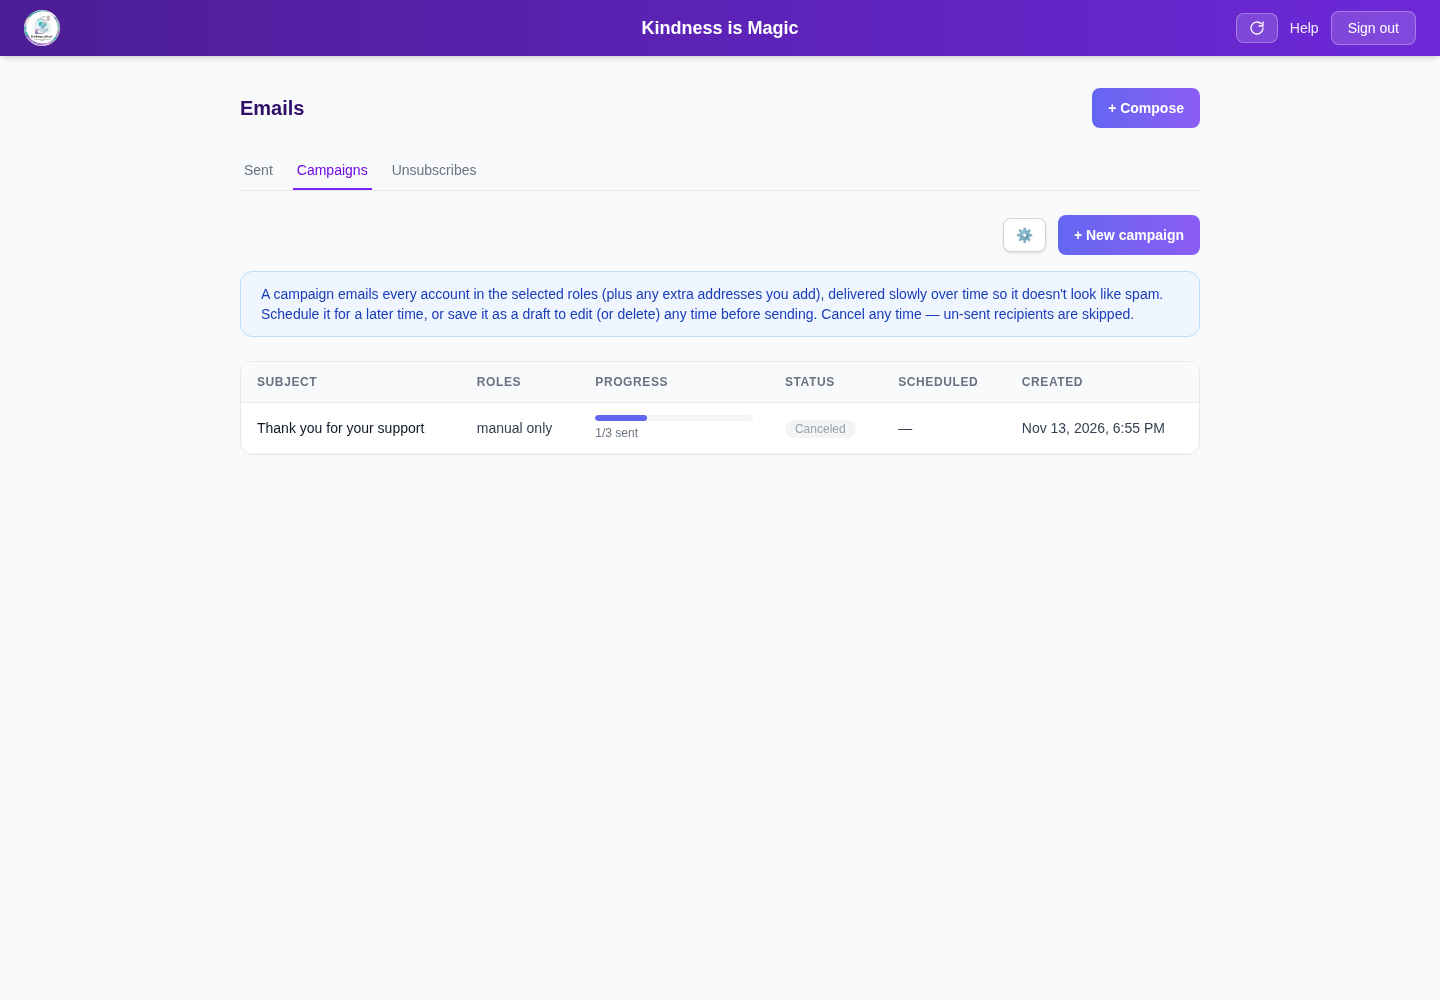 Kindness is Magic
Help
Sign out
Emails
+ Compose
Sent
Campaigns
Unsubscribes
+ New campaign
A campaign emails every account in the selected roles (plus any extra addresses you add), delivered slowly over time so it doesn't look like spam.
Schedule it for a later time, or save it as a draft to edit (or delete) any time before sending. Cancel any time — un-sent recipients are skipped.
SUBJECT ROLES PROGRESS STATUS SCHEDULED CREATED
Thank you for your support manual only 1/3 sent Canceled — Nov 13, 2026, 6:55 PM